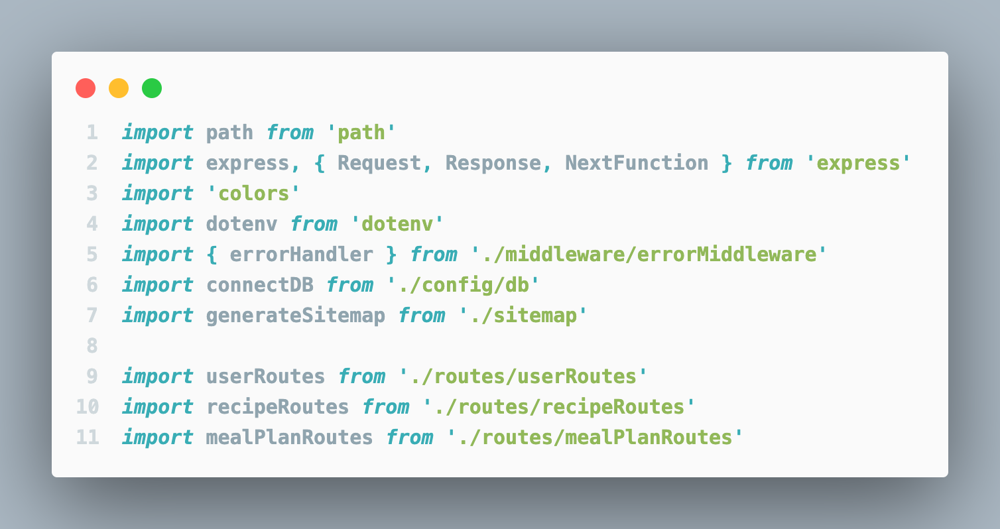 1 import path from 'path'
2 import express, { Request, Response, NextFunction } from 'express'
3 import 'colors'
4 import dotenv from 'dotenv'
5 import { errorHandler } from './middleware/errorMiddleware'
6 import connectDB from './config/db'
7 import generateSitemap from './sitemap'
8
9 import userRoutes from './routes/userRoutes'
10 import recipeRoutes from './routes/recipeRoutes'
11 import mealPlanRoutes from './routes/mealPlanRoutes'